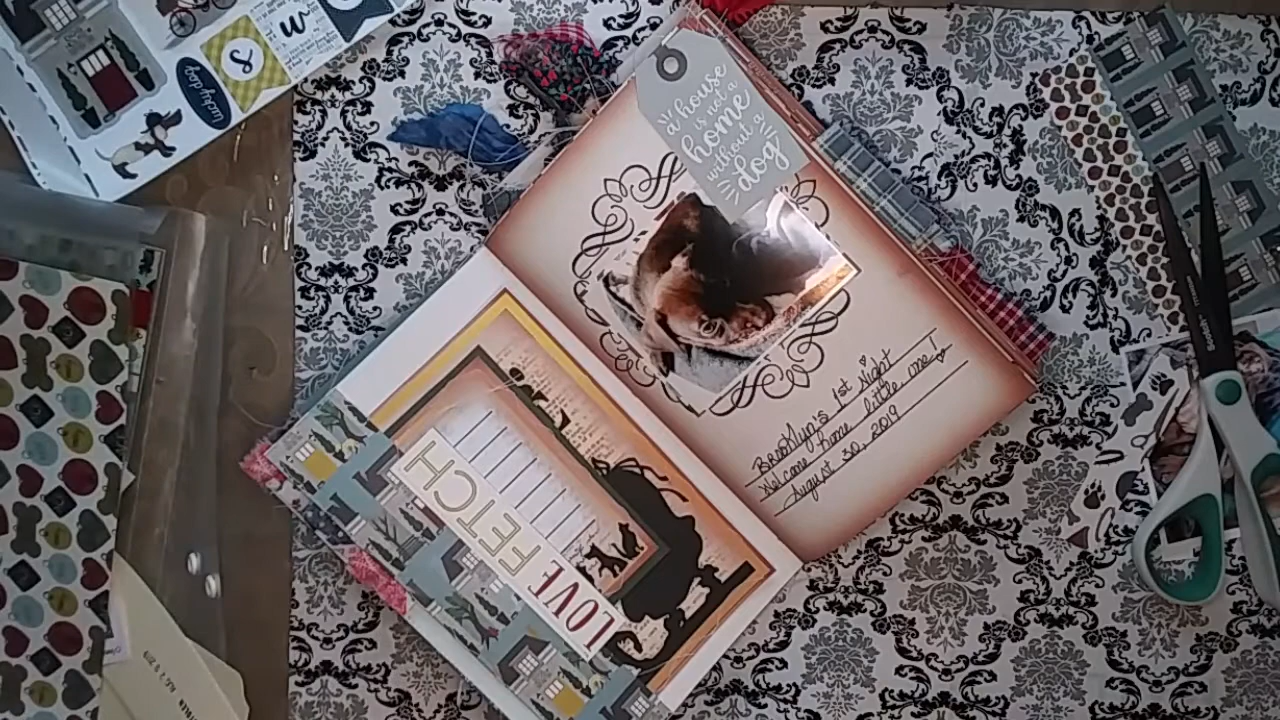 a house
is not a
home
without a
dog
Brooklyn's 1st Night
Welcome home little one!
August 30, 2019
FETCH
LOVE
S
W